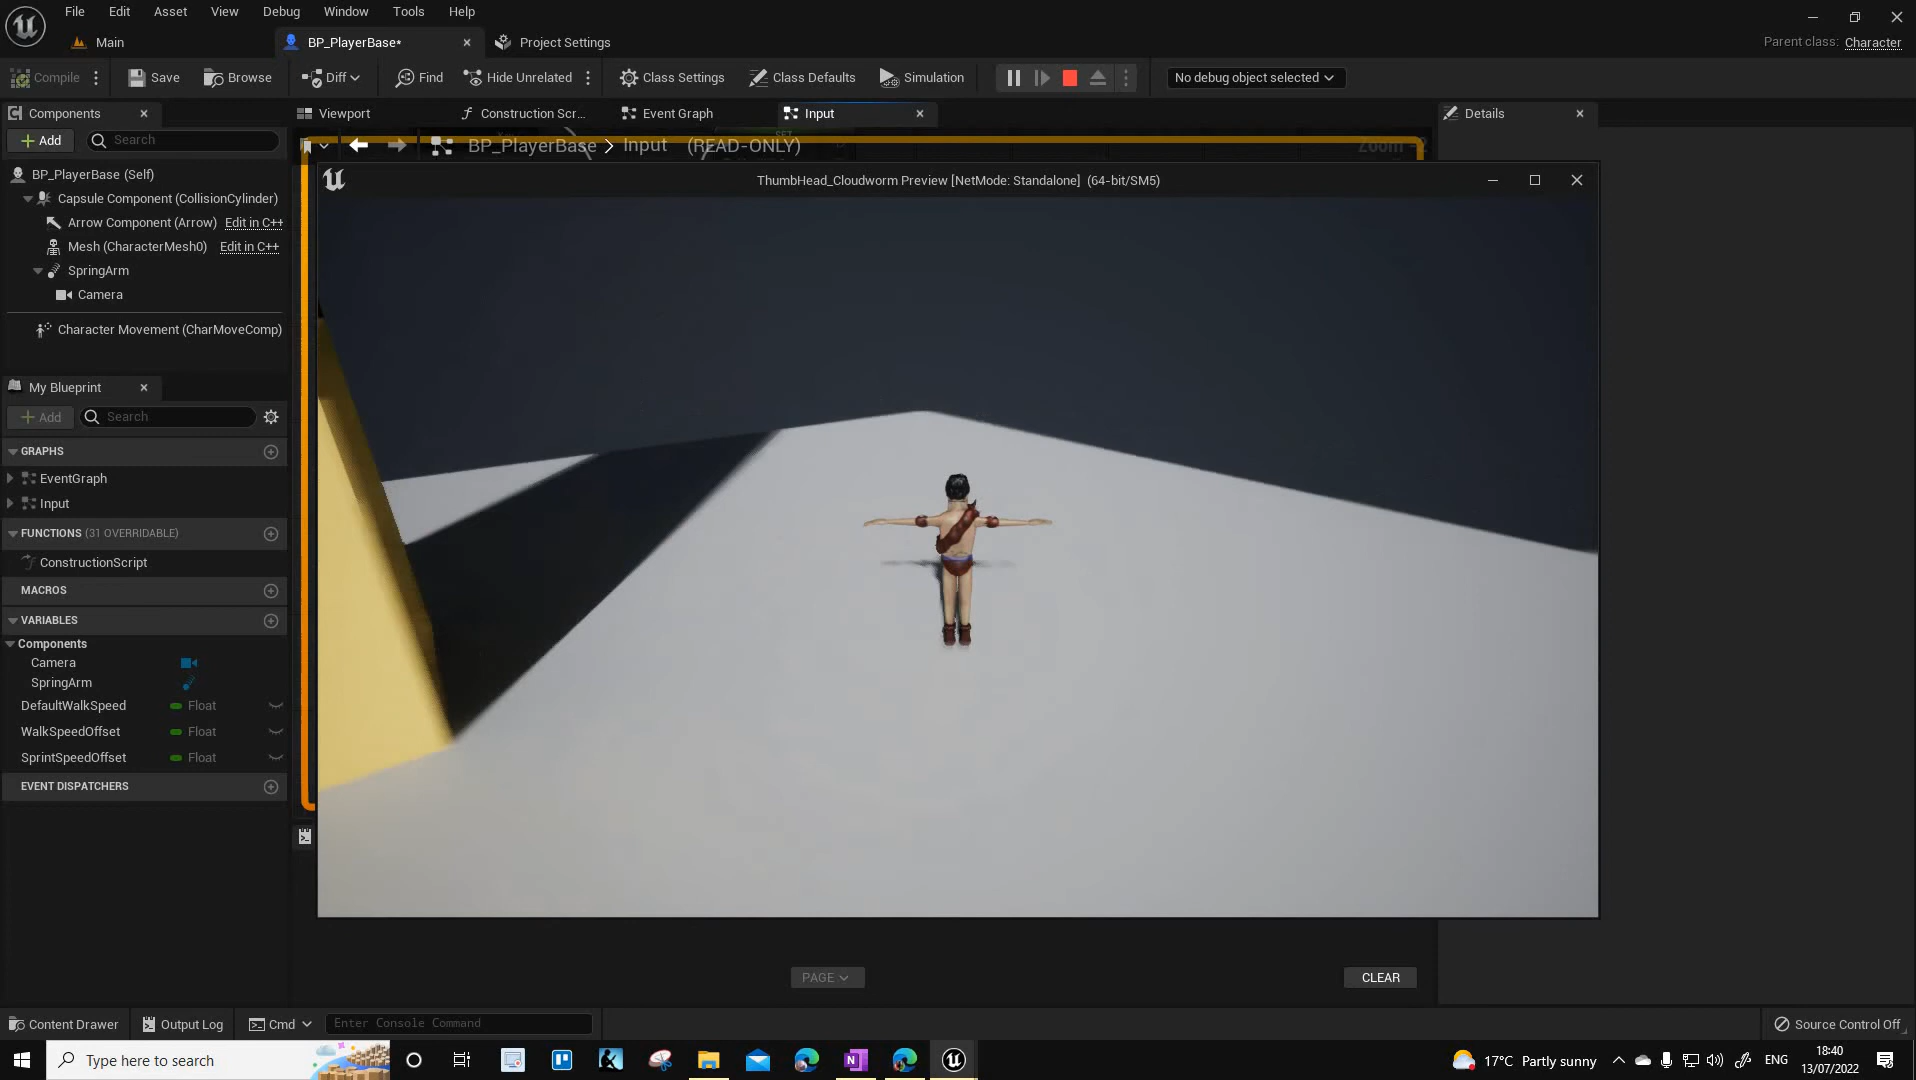 File Edit Asset View Debug Window Tools Help
Main BP_PlayerBase* Project Settings Parent class: Character
Compile Save Browse Diff Find Hide Unrelated Class Settings Class Defaults Simulation No debug object selected
Components Viewport Construction Scr... Event Graph Input Details
Add Search BP_PlayerBase > Input (READ-ONLY) Zoom -2
BP_PlayerBase (Self) ThumbHead_Cloudworm Preview [NetMode: Standalone] (64-bit/SM5)
Capsule Component (CollisionCylinder)
Arrow Component (Arrow) Edit in C++
Mesh (CharacterMesh0) Edit in C++
SpringArm
Camera
Character Movement (CharMoveComp)
My Blueprint
Add Search
GRAPHS
EventGraph
Input
FUNCTIONS (31 OVERRIDABLE)
ConstructionScript
MACROS
VARIABLES
Components
Camera
SpringArm
DefaultWalkSpeed Float
WalkSpeedOffset Float
SprintSpeedOffset Float
EVENT DISPATCHERS
PAGE CLEAR
Content Drawer Output Log Cmd Enter Console Command Source Control Off
Type here to search 17°C Partly sunny ENG 18:40
13/07/2022